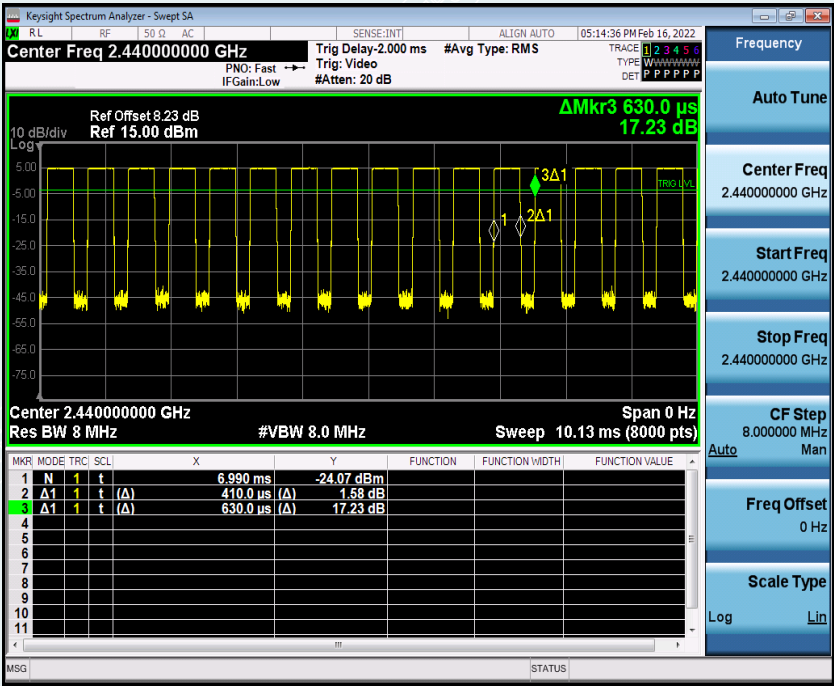 Keysight Spectrum Analyzer - Swept SA
LXI RL RF 50 Ω AC SENSE:INT ALIGN AUTO 05:14:36 PM Feb 16, 2022
Center Freq 2.440000000 GHz
PNO: Fast
IFGain:Low
Trig Delay-2.000 ms
Trig: Video
#Atten: 20 dB
#Avg Type: RMS
TRACE 1 2 3 4 5 6
TYPE W W W W W W
DET P P P P P P
ΔMkr3 630.0 µs
17.23 dB
Ref Offset 8.23 dB
10 dB/div Ref 15.00 dBm
Log
5.00
-5.00
-15.0
-25.0
-35.0
-45.0
-55.0
-65.0
-75.0
3Δ1
TRIG LVL
1
2Δ1
Center 2.440000000 GHz Span 0 Hz
Res BW 8 MHz #VBW 8.0 MHz Sweep 10.13 ms (8000 pts)
MKR MODE TRC SCL X Y FUNCTION FUNCTION WIDTH FUNCTION VALUE
1 N 1 t 6.990 ms -24.07 dBm
2 Δ1 1 t (Δ) 410.0 µs (Δ) 1.58 dB
3 Δ1 1 t (Δ) 630.0 µs (Δ) 17.23 dB
4
5
6
7
8
9
10
11
MSG STATUS
Frequency
Auto Tune
Center Freq
2.440000000 GHz
Start Freq
2.440000000 GHz
Stop Freq
2.440000000 GHz
CF Step
8.000000 MHz
Auto Man
Freq Offset
0 Hz
Scale Type
Log Lin